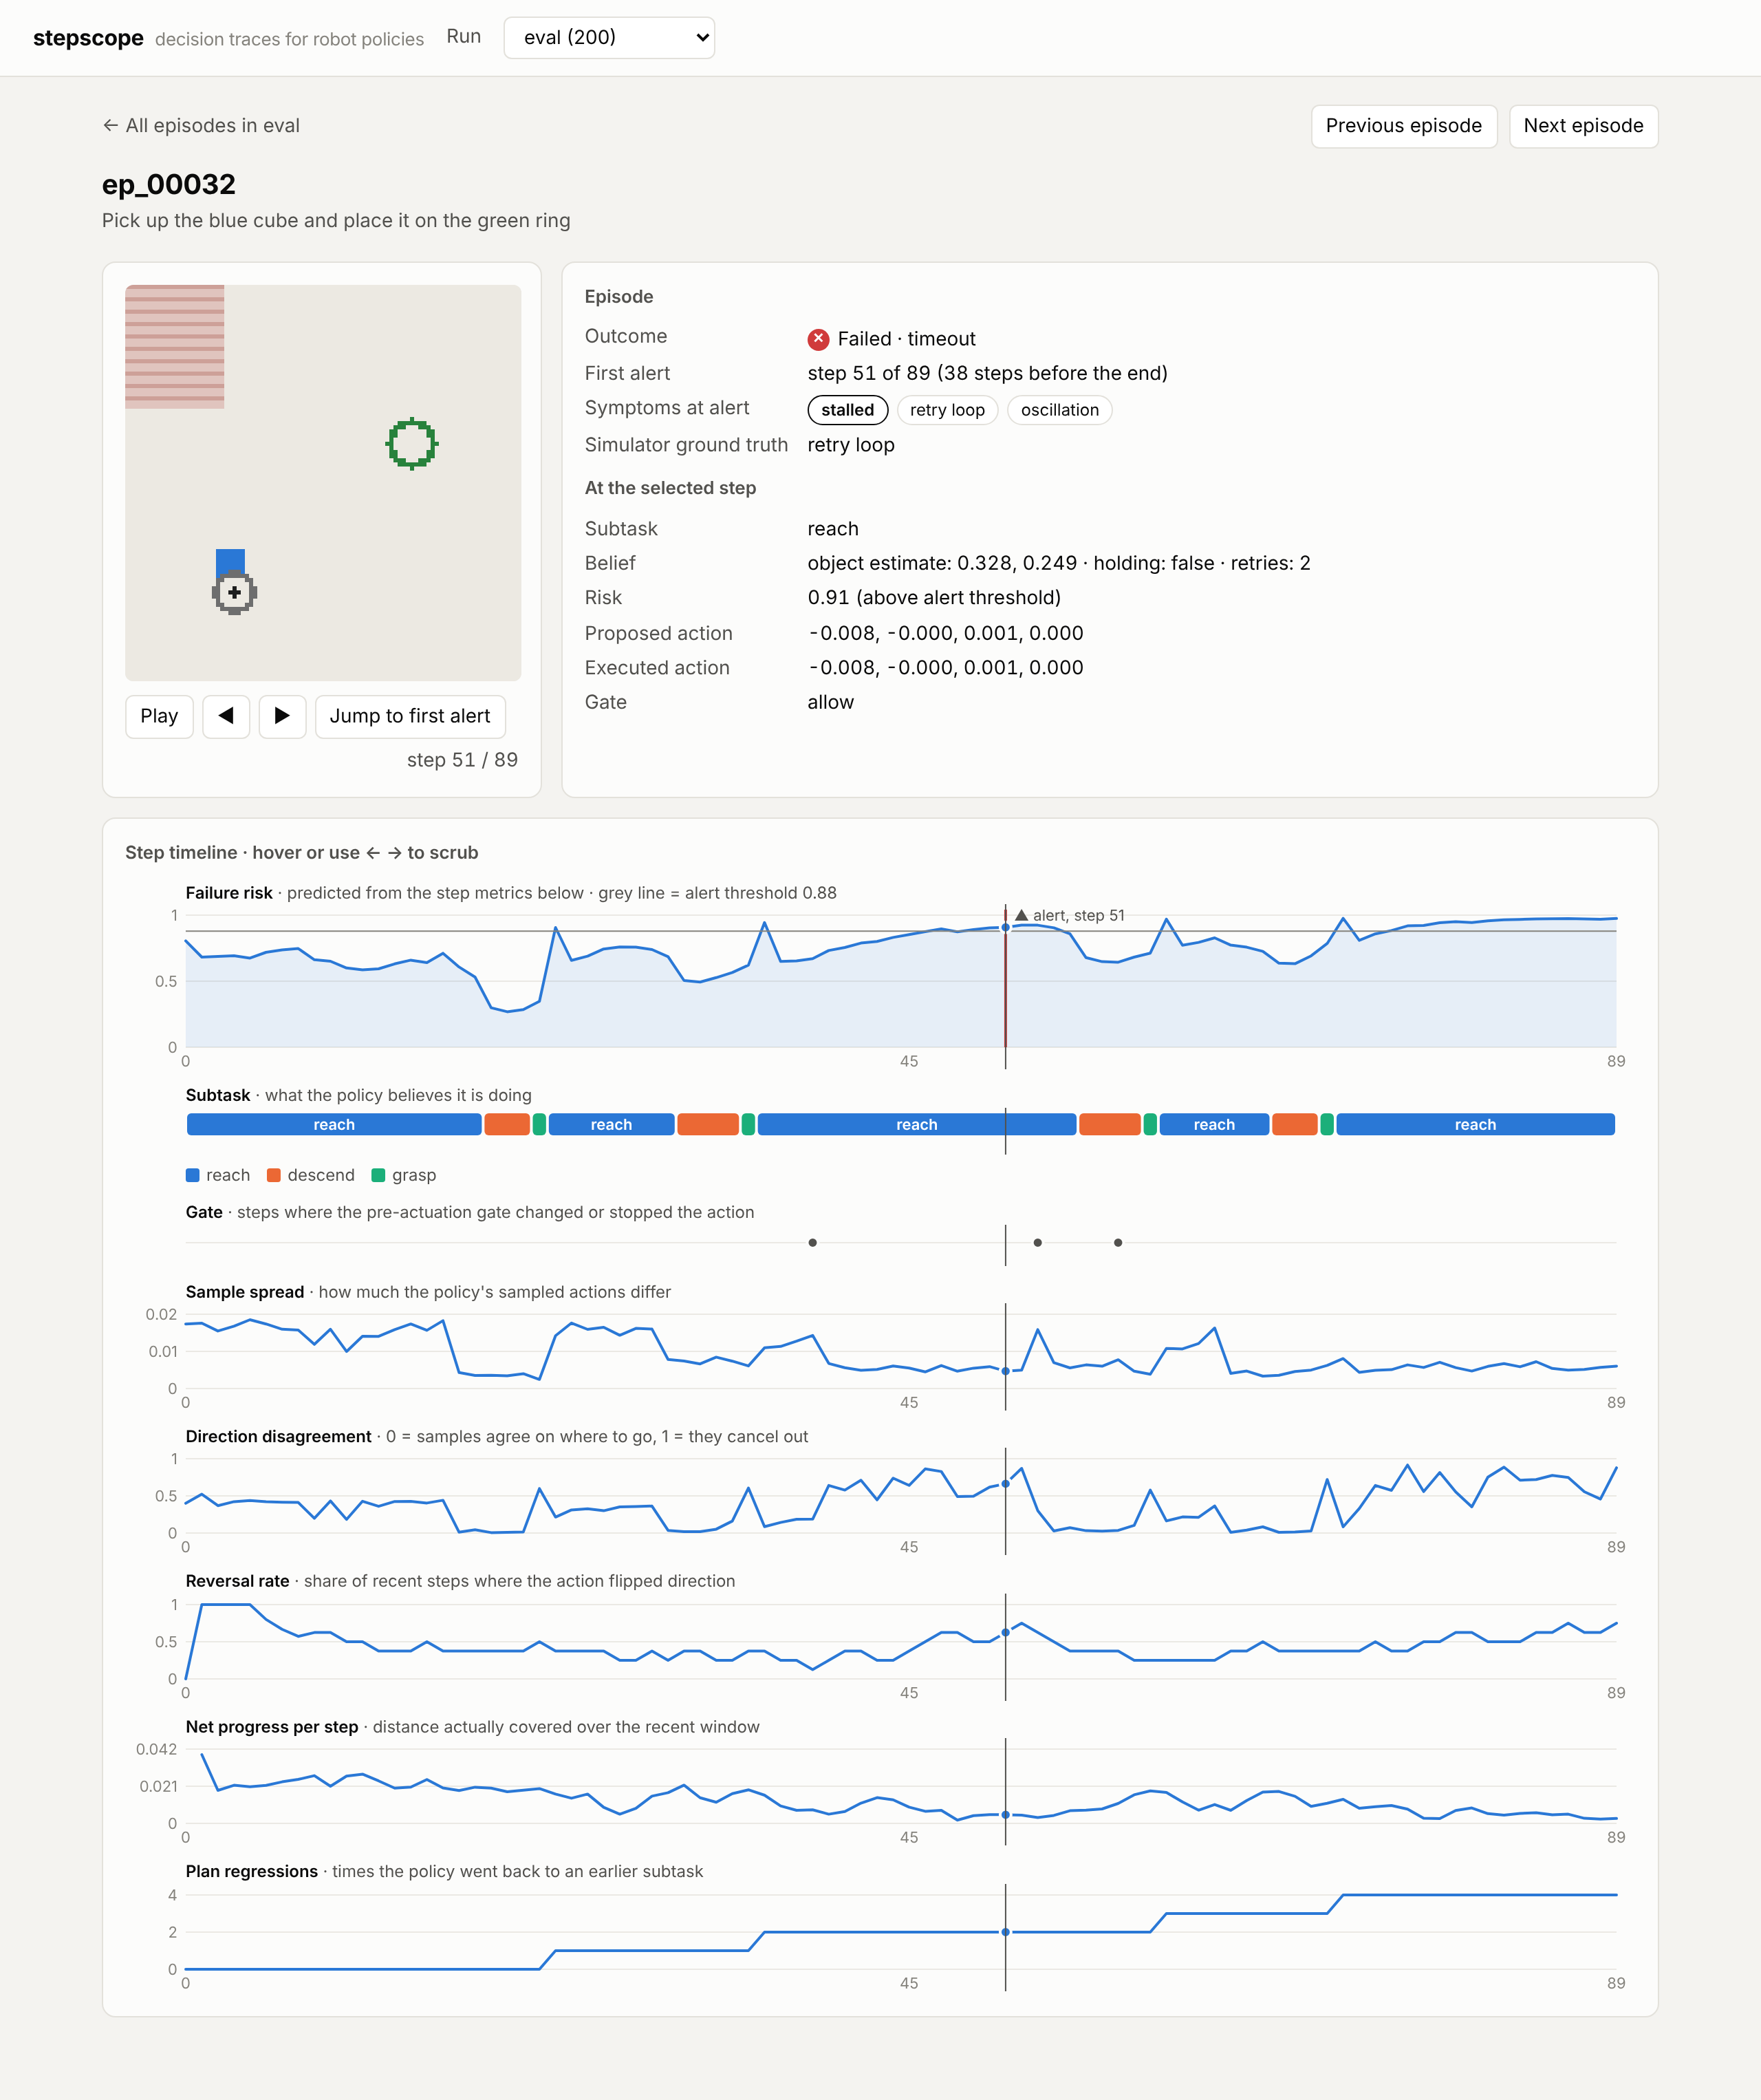 stepscope decision traces for robot policies Run eval (200)
← All episodes in eval Previous episode Next episode
ep_00032
Pick up the blue cube and place it on the green ring
Episode
Outcome Failed · timeout
First alert step 51 of 89 (38 steps before the end)
Symptoms at alert stalled retry loop oscillation
Simulator ground truth retry loop
At the selected step
Subtask reach
Belief object estimate: 0.328, 0.249 · holding: false · retries: 2
Risk 0.91 (above alert threshold)
Proposed action -0.008, -0.000, 0.001, 0.000
Executed action -0.008, -0.000, 0.001, 0.000
Gate allow
Play ◀ ▶ Jump to first alert
step 51 / 89
Step timeline · hover or use ← → to scrub
Failure risk · predicted from the step metrics below · grey line = alert threshold 0.88
1
▲ alert, step 51
0.5
0
0 45 89
Subtask · what the policy believes it is doing
reach reach reach reach reach
reach descend grasp
Gate · steps where the pre-actuation gate changed or stopped the action
Sample spread · how much the policy's sampled actions differ
0.02
0.01
0
0 45 89
Direction disagreement · 0 = samples agree on where to go, 1 = they cancel out
1
0.5
0
0 45 89
Reversal rate · share of recent steps where the action flipped direction
1
0.5
0
0 45 89
Net progress per step · distance actually covered over the recent window
0.042
0.021
0
0 45 89
Plan regressions · times the policy went back to an earlier subtask
4
2
0
0 45 89